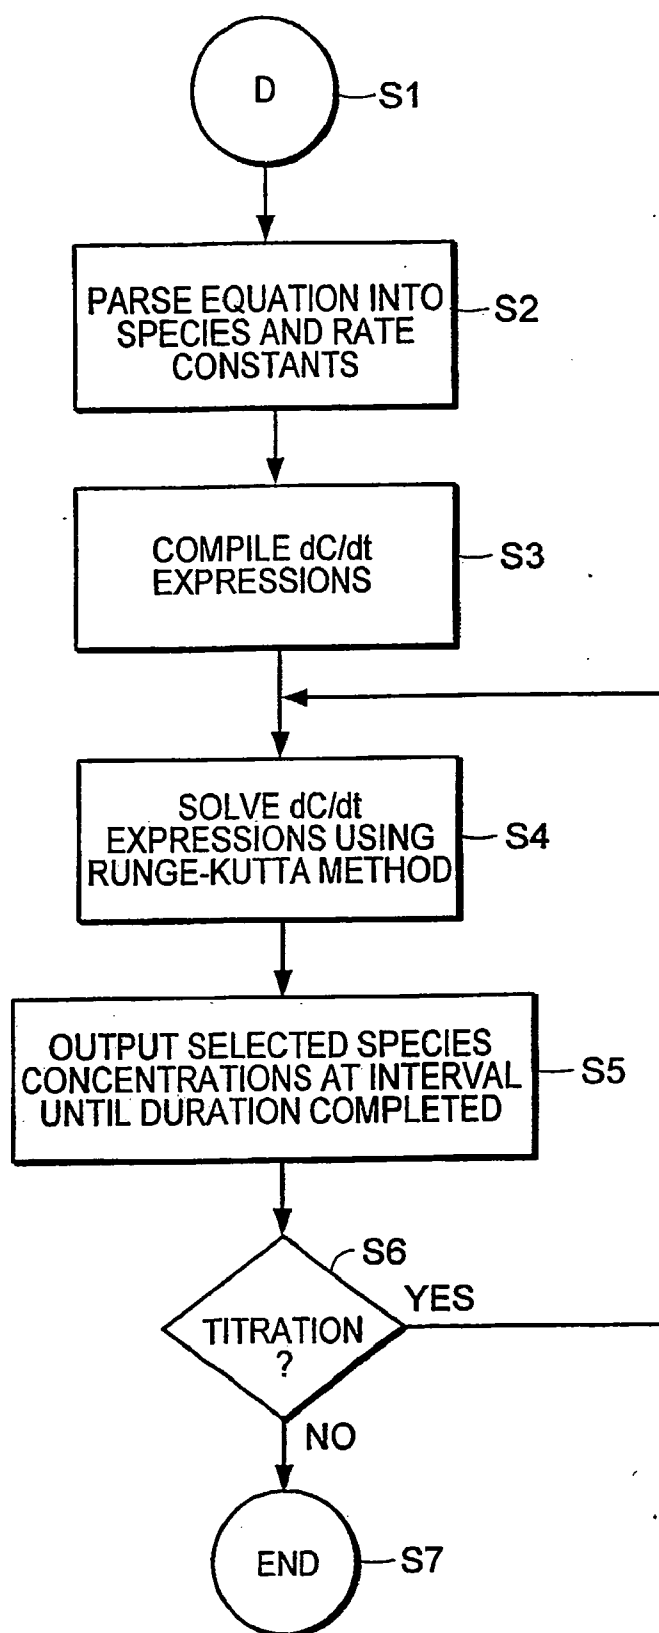 D
S1
PARSE EQUATION INTO
SPECIES AND RATE
CONSTANTS
S2
COMPILE dC/dt
EXPRESSIONS
S3
SOLVE dC/dt
EXPRESSIONS USING
RUNGE-KUTTA METHOD
S4
OUTPUT SELECTED SPECIES
CONCENTRATIONS AT INTERVAL
UNTIL DURATION COMPLETED
S5
S6
YES
TITRATION
?
NO
END
S7